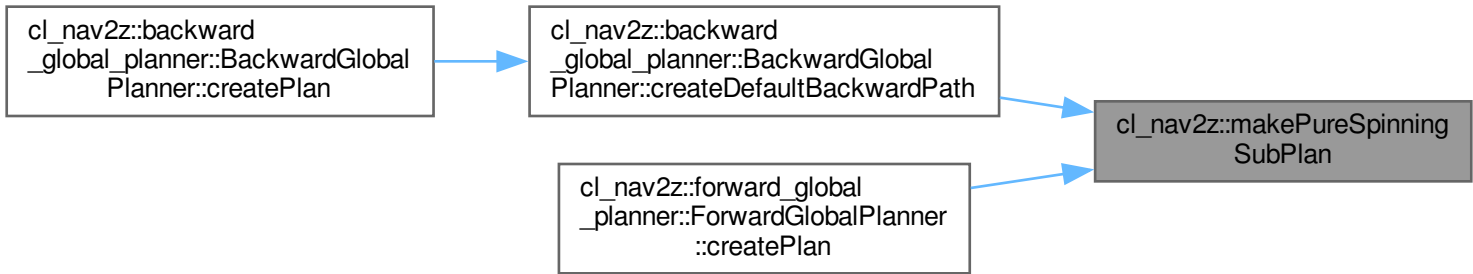 cl_nav2z::backward
_global_planner::BackwardGlobal
Planner::createPlan
cl_nav2z::backward
_global_planner::BackwardGlobal
Planner::createDefaultBackwardPath
cl_nav2z::makePureSpinning
SubPlan
cl_nav2z::forward_global
_planner::ForwardGlobalPlanner
::createPlan